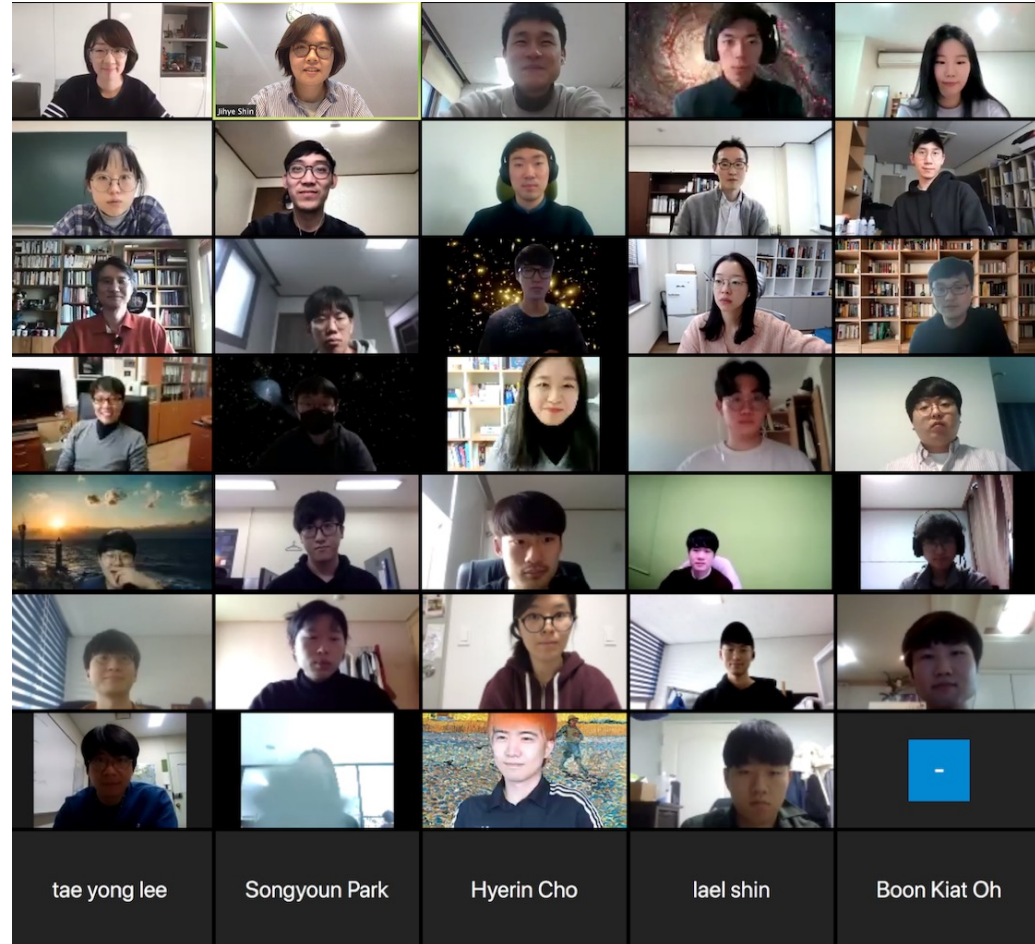 Jihye Shin
-
tae yong lee
Songyoun Park
Hyerin Cho
lael shin
Boon Kiat Oh